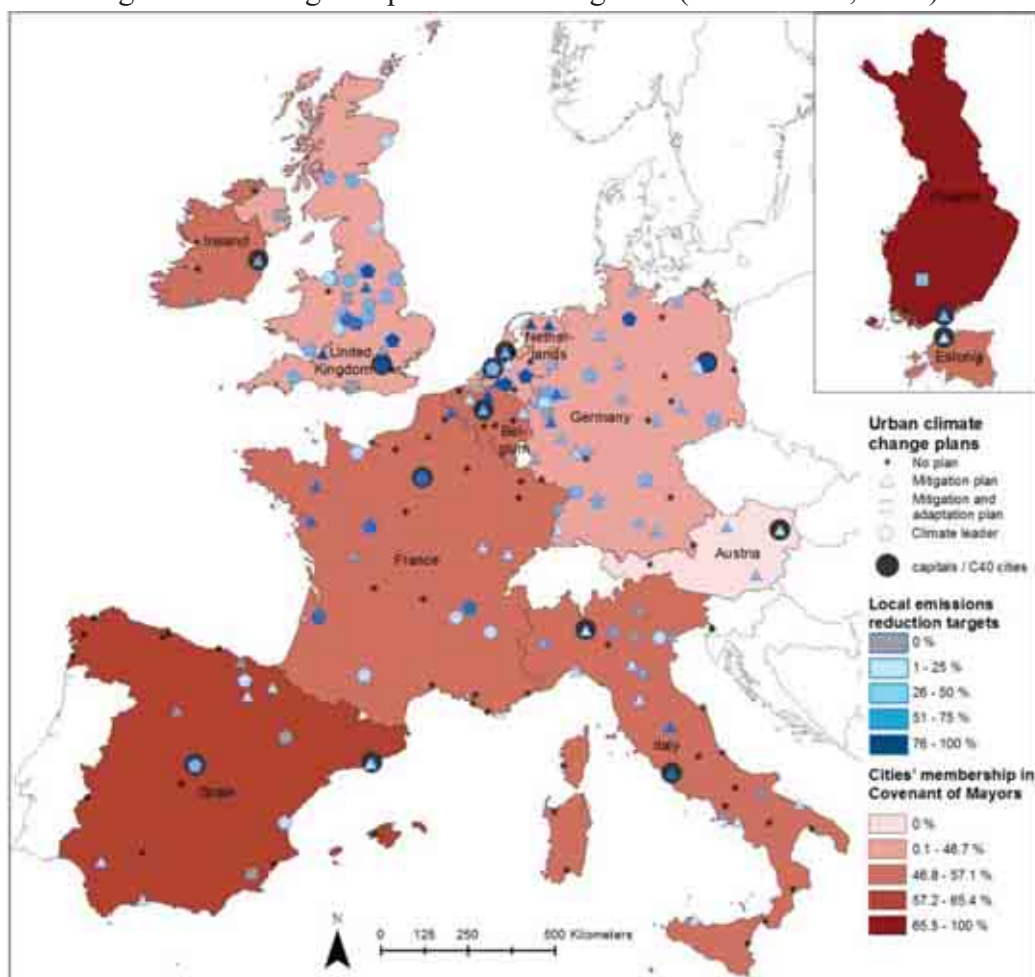 Finland
Ireland
United
Kingdom
Nether-
lands
Estonia
Germany
Bel-
gium
Austria
France
Italy
Spain
Urban climate
change plans
No plan
Mitigation plan
Mitigation and
adaptation plan
Climate leader
capitals / C40 cities
Local emissions
reduction targets
0 %
1 - 25 %
26 - 50 %
51 - 75 %
76 - 100 %
Cities' membership in
Covenant of Mayors
0 %
0.1 - 46.7 %
46.8 - 57.1 %
57.2 - 65.4 %
65.5 - 100 %
N
0 125 250 500 Kilometers